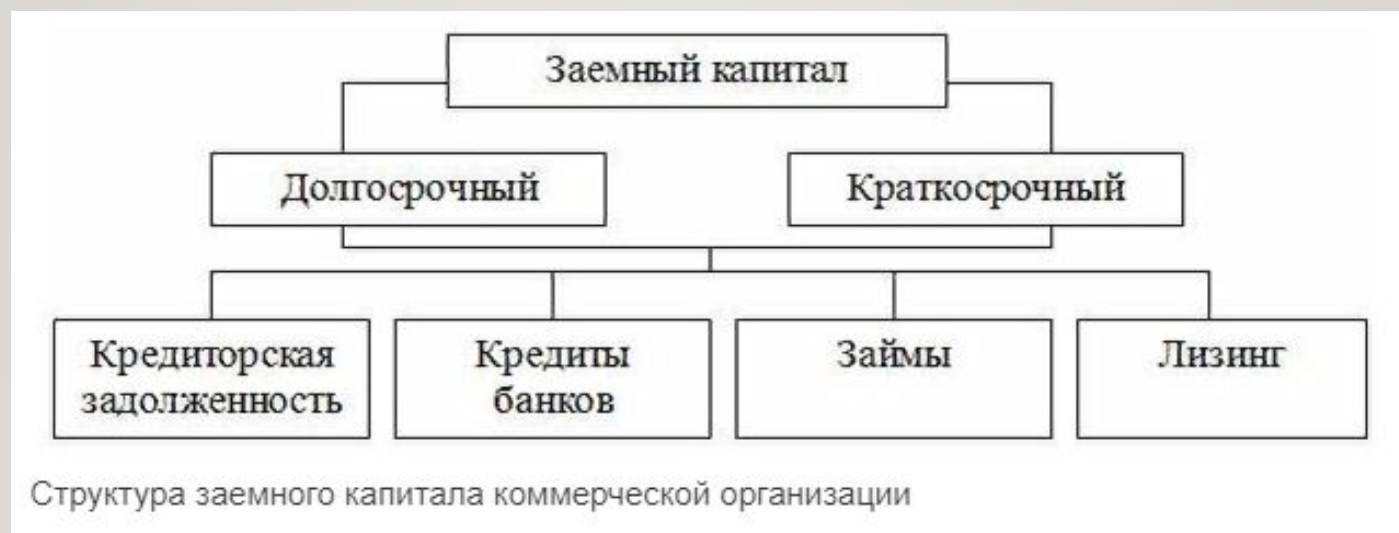 Заемный капитал
Долгосрочный
Краткосрочный
Кредиторская
задолженность
Кредиты
банков
Займы
Лизинг
Структура заемного капитала коммерческой организации